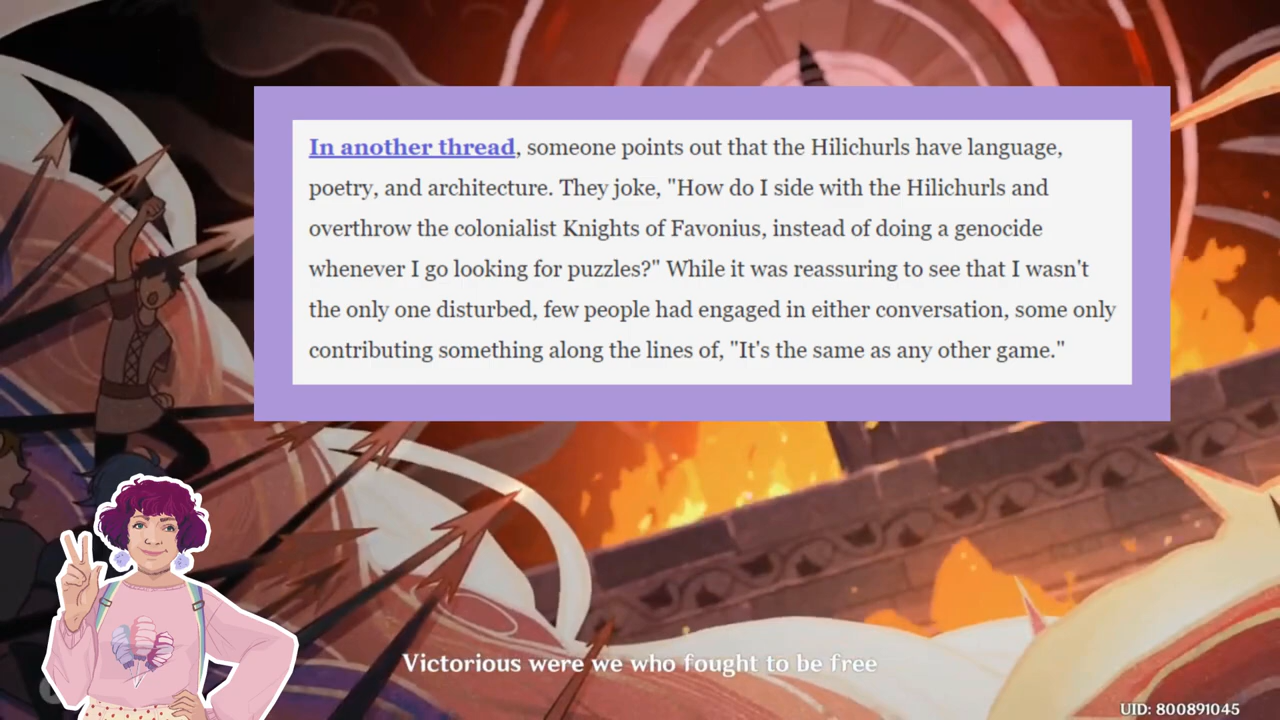 In another thread, someone points out that the Hilichurls have language,
poetry, and architecture. They joke, "How do I side with the Hilichurls and
overthrow the colonialist Knights of Favonius, instead of doing a genocide
whenever I go looking for puzzles?" While it was reassuring to see that I wasn't
the only one disturbed, few people had engaged in either conversation, some only
contributing something along the lines of, "It's the same as any other game."
Victorious were we who fought to be free
UID: 800891045